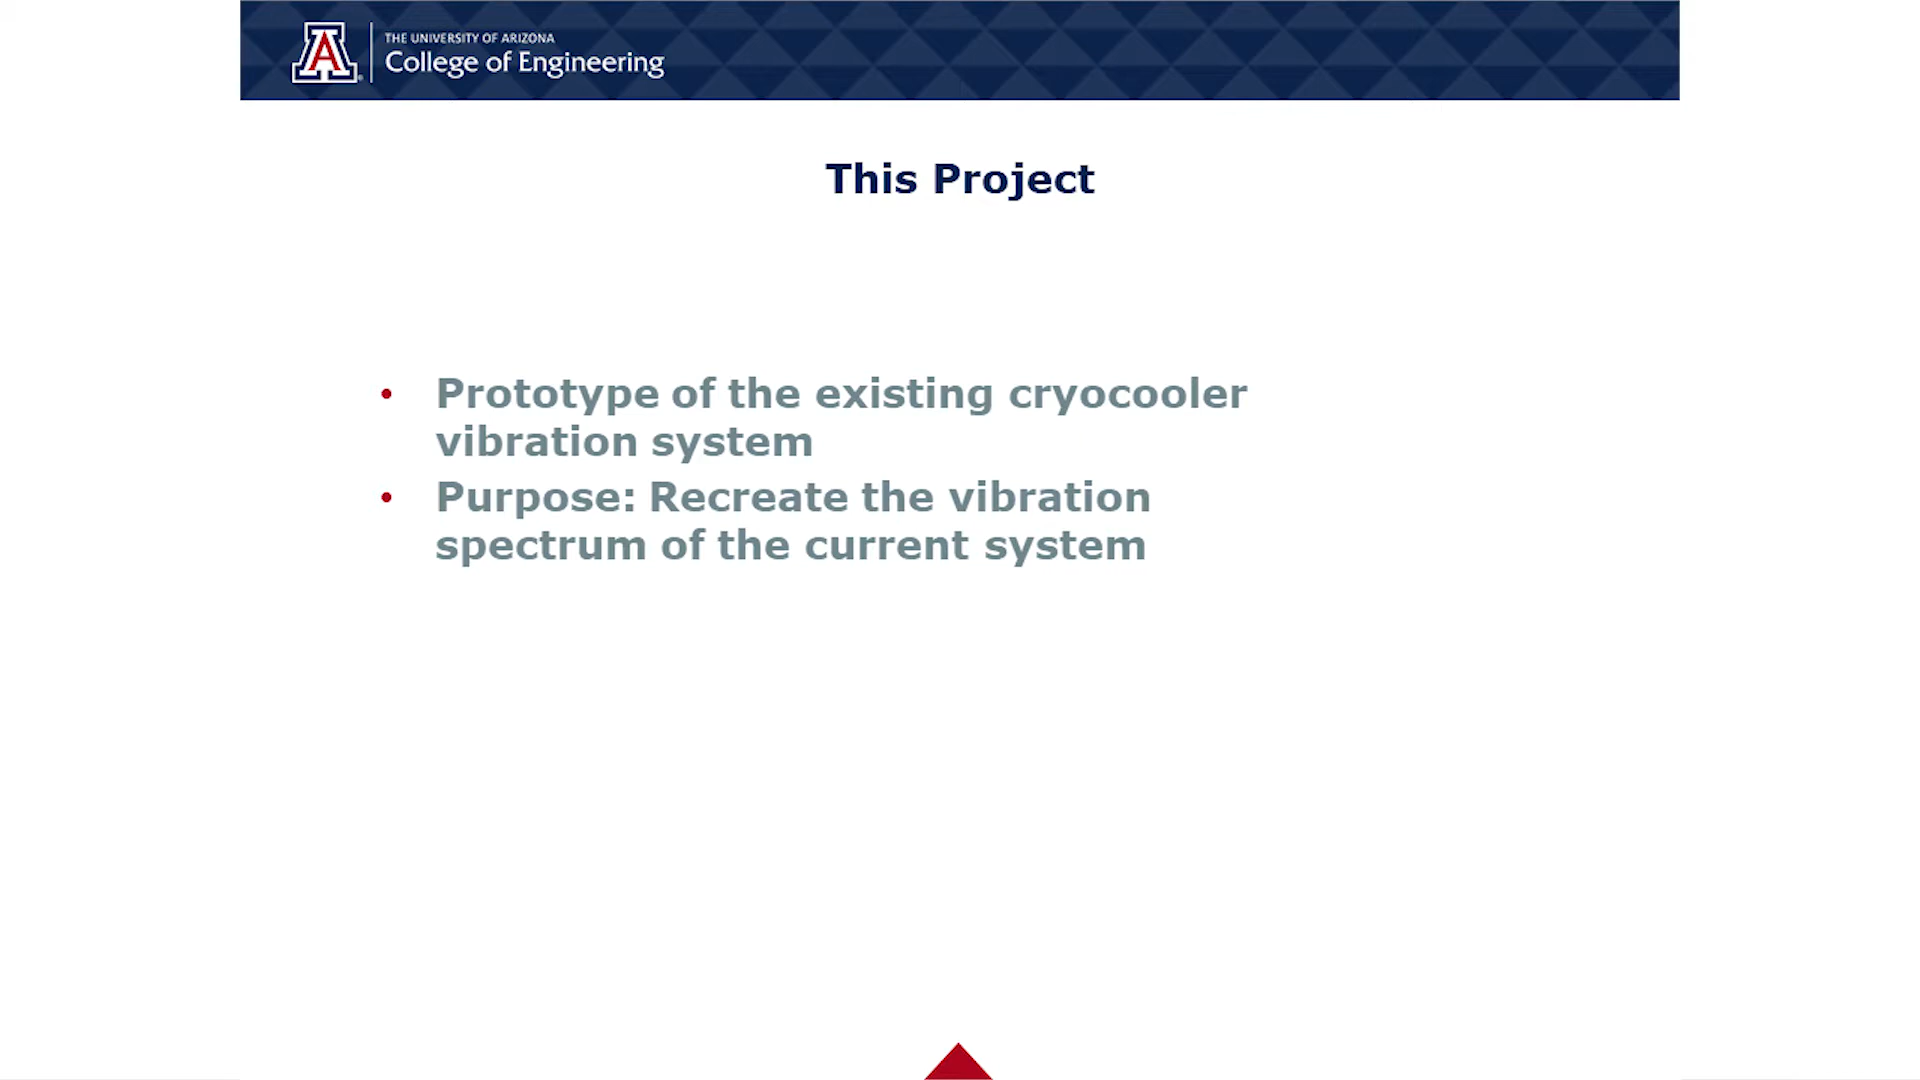 A
THE UNIVERSITY OF ARIZONA
College of Engineering
This Project
• Prototype of the existing cryocooler
vibration system
• Purpose: Recreate the vibration
spectrum of the current system